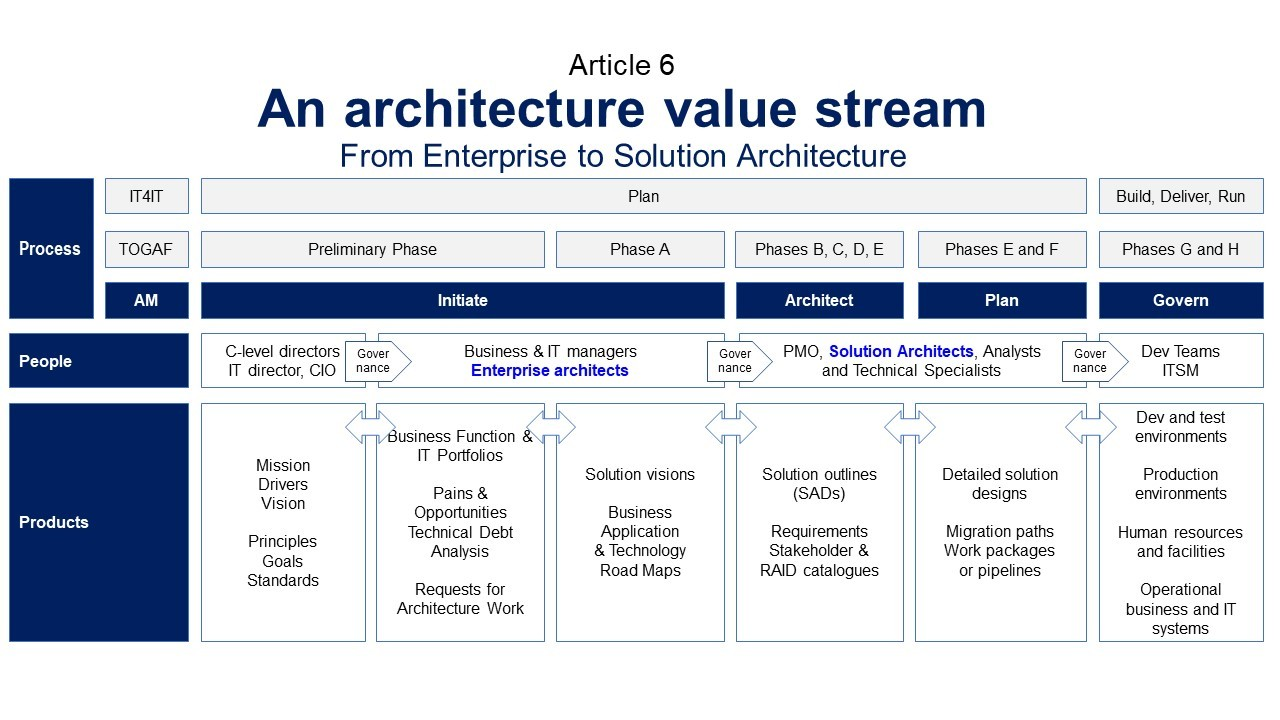 Article 6
An architecture value stream
From Enterprise to Solution Architecture
Process
IT4IT
Plan
Build, Deliver, Run
TOGAF
Preliminary Phase
Phase A
Phases B, C, D, E
Phases E and F
Phases G and H
AM
Initiate
Architect
Plan
Govern
People
C-level directors
IT director, CIO
Gover
nance
Business & IT managers
Enterprise architects
Gover
nance
PMO, Solution Architects, Analysts
and Technical Specialists
Gover
nance
Dev Teams
ITSM
Products
Mission
Drivers
Vision
Principles
Goals
Standards
Business Function &
IT Portfolios
Pains &
Opportunities
Technical Debt
Analysis
Requests for
Architecture Work
Solution visions
Business
Application
& Technology
Road Maps
Solution outlines
(SADs)
Requirements
Stakeholder &
RAID catalogues
Detailed solution
designs
Migration paths
Work packages
or pipelines
Dev and test
environments
Production
environments
Human resources
and facilities
Operational
business and IT
systems